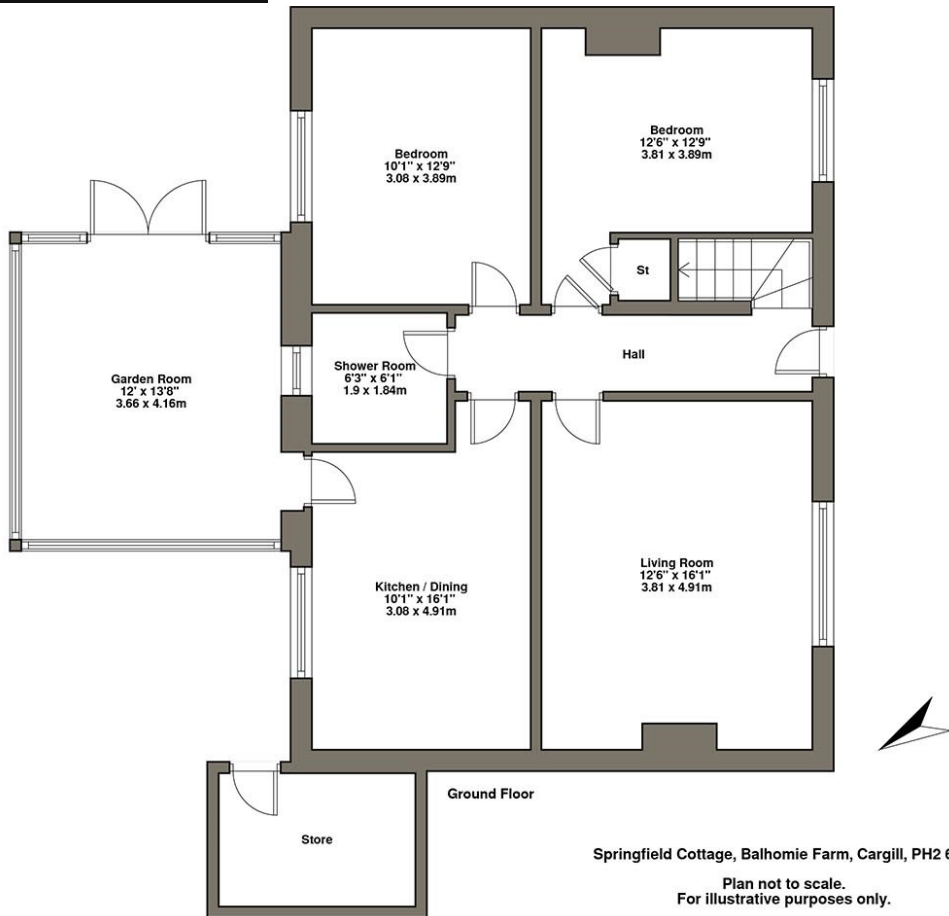 Bedroom
10'1" x 12'9"
3.08 x 3.89m
Bedroom
12'6" x 12'9"
3.81 x 3.89m
St
Hall
Shower Room
6'3" x 6'1"
1.9 x 1.84m
Garden Room
12' x 13'8"
3.66 x 4.16m
Kitchen / Dining
10'1" x 16'1"
3.08 x 4.91m
Living Room
12'6" x 16'1"
3.81 x 4.91m
Ground Floor
Store
Springfield Cottage, Balhomie Farm, Cargill, PH2 6
Plan not to scale.
For illustrative purposes only.